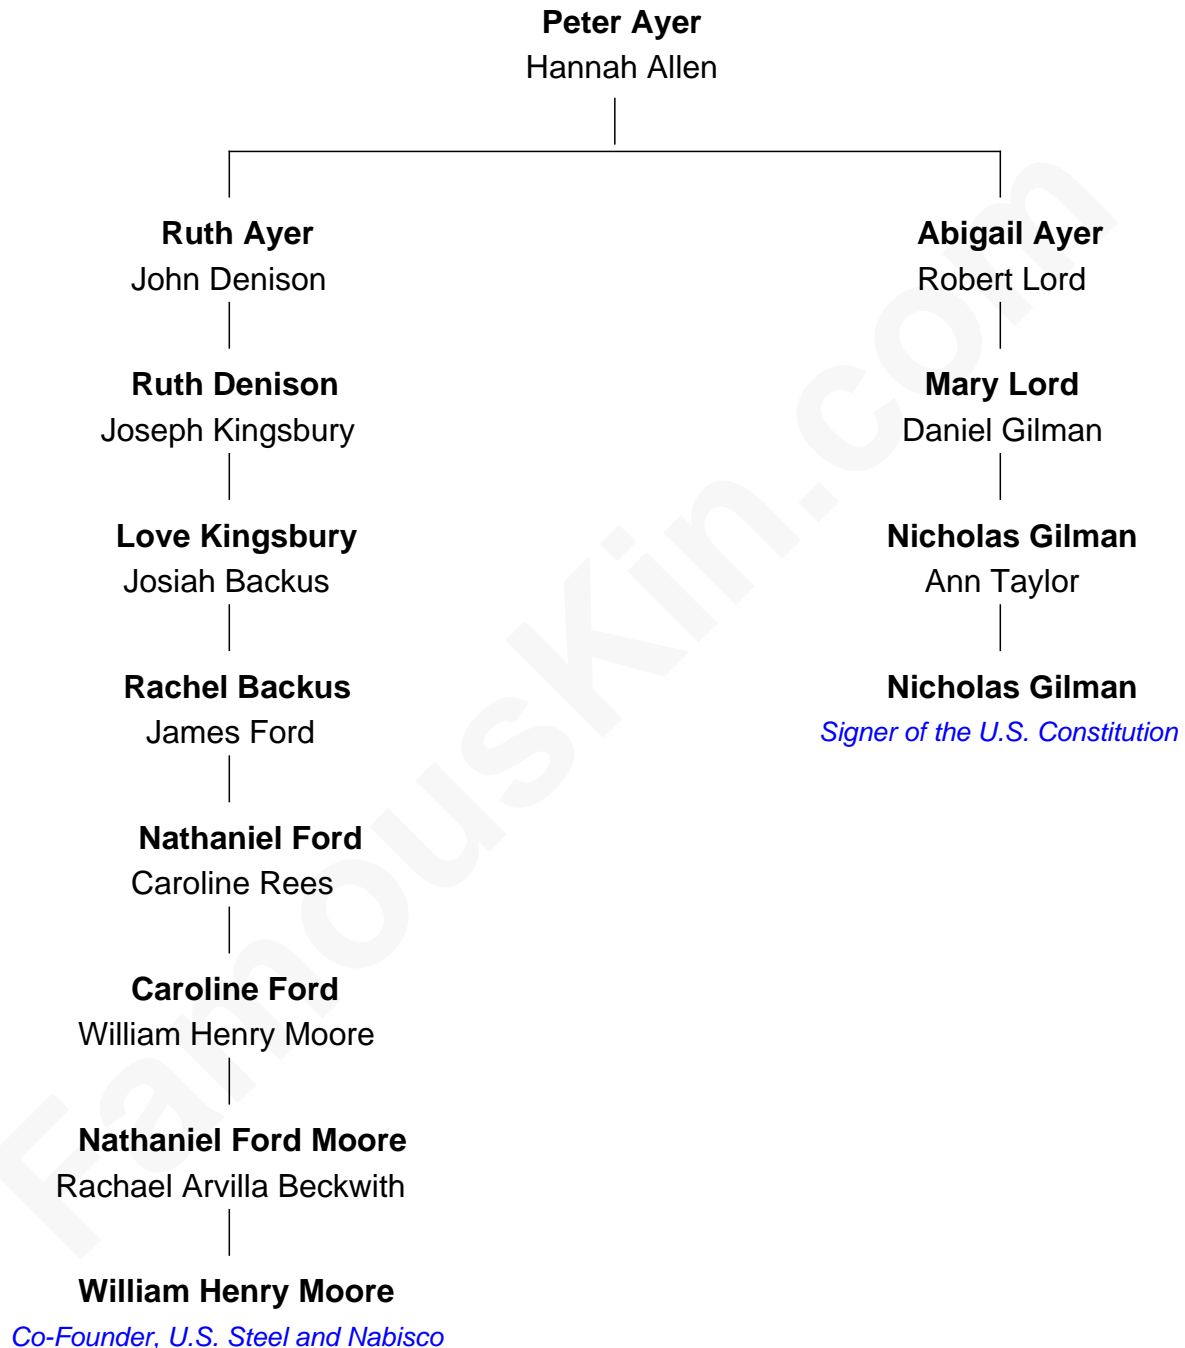 Peter Ayer
Hannah Allen
Ruth Ayer
John Denison
Abigail Ayer
Robert Lord
Ruth Denison
Joseph Kingsbury
Mary Lord
Daniel Gilman
Love Kingsbury
Josiah Backus
Nicholas Gilman
Ann Taylor
Rachel Backus
James Ford
Nicholas Gilman
Signer of the U.S. Constitution
Nathaniel Ford
Caroline Rees
Caroline Ford
William Henry Moore
Nathaniel Ford Moore
Rachael Arvilla Beckwith
William Henry Moore
Co-Founder, U.S. Steel and Nabisco
FamousKin.com